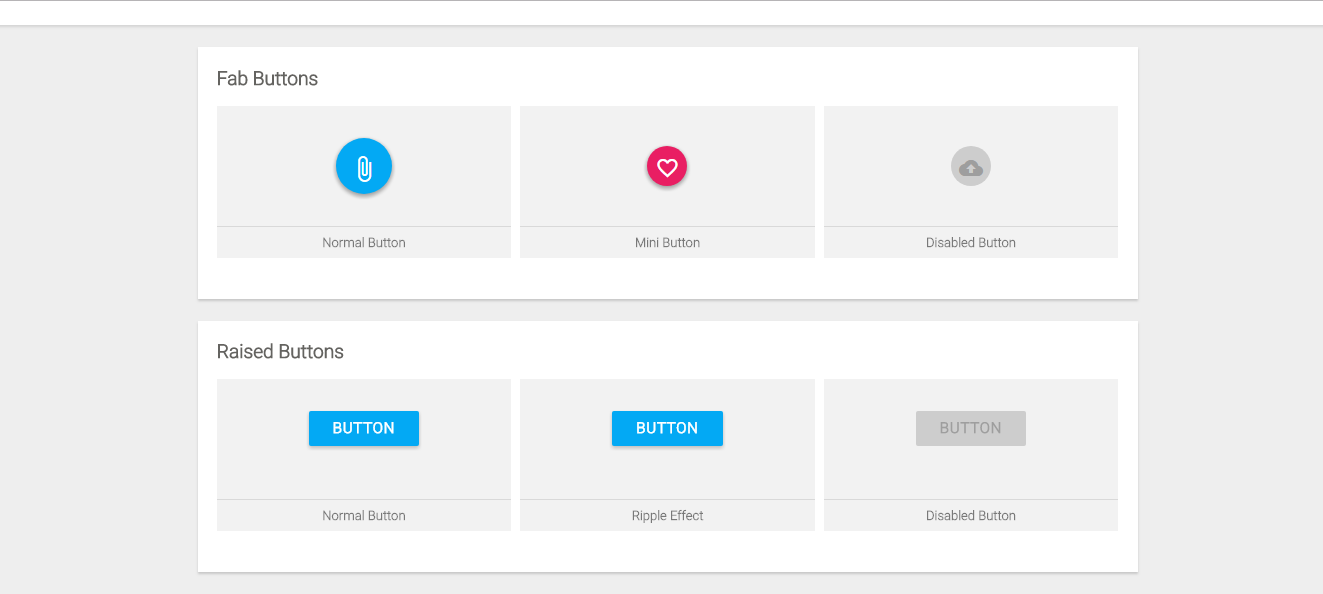 Fab Buttons
Normal Button
Mini Button
Disabled Button
Raised Buttons
BUTTON
BUTTON
BUTTON
Normal Button
Ripple Effect
Disabled Button